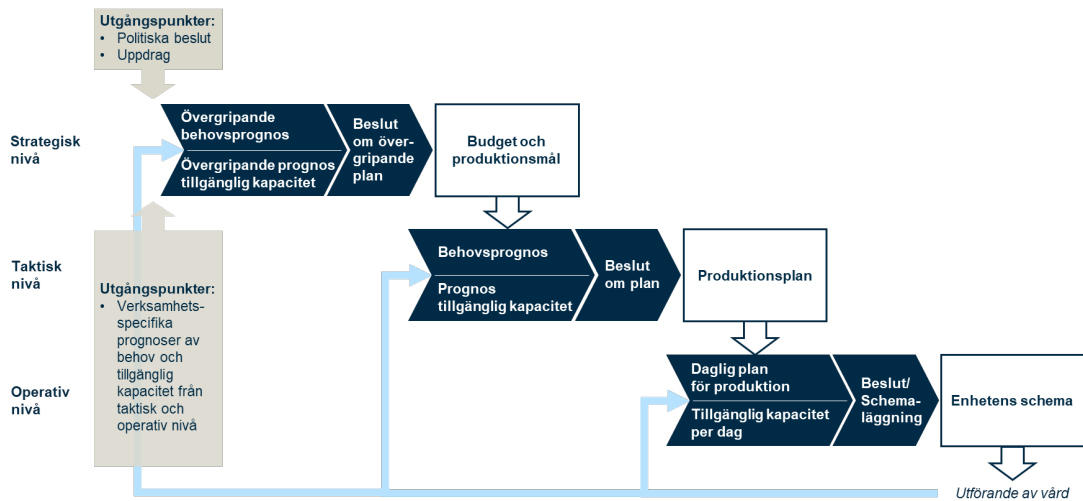 Utgångspunkter:
• Politiska beslut
• Uppdrag
Strategisk
nivå
Övergripande
behovsprognos
Övergripande prognos
tillgänglig kapacitet
Beslut
om över-
gripande
plan
Budget och
produktionsmål
Taktisk
nivå
Utgångspunkter:
• Verksamhets-
specifika
prognoser av
behov och
tillgänglig
kapacitet från
taktisk och
operativ nivå
Behovsprognos
Prognos
tillgänglig kapacitet
Beslut
om plan
Produktionsplan
Operativ
nivå
Daglig plan
för produktion
Tillgänglig kapacitet
per dag
Beslut/
Schema-
läggning
Enhetens schema
Utförande av vård